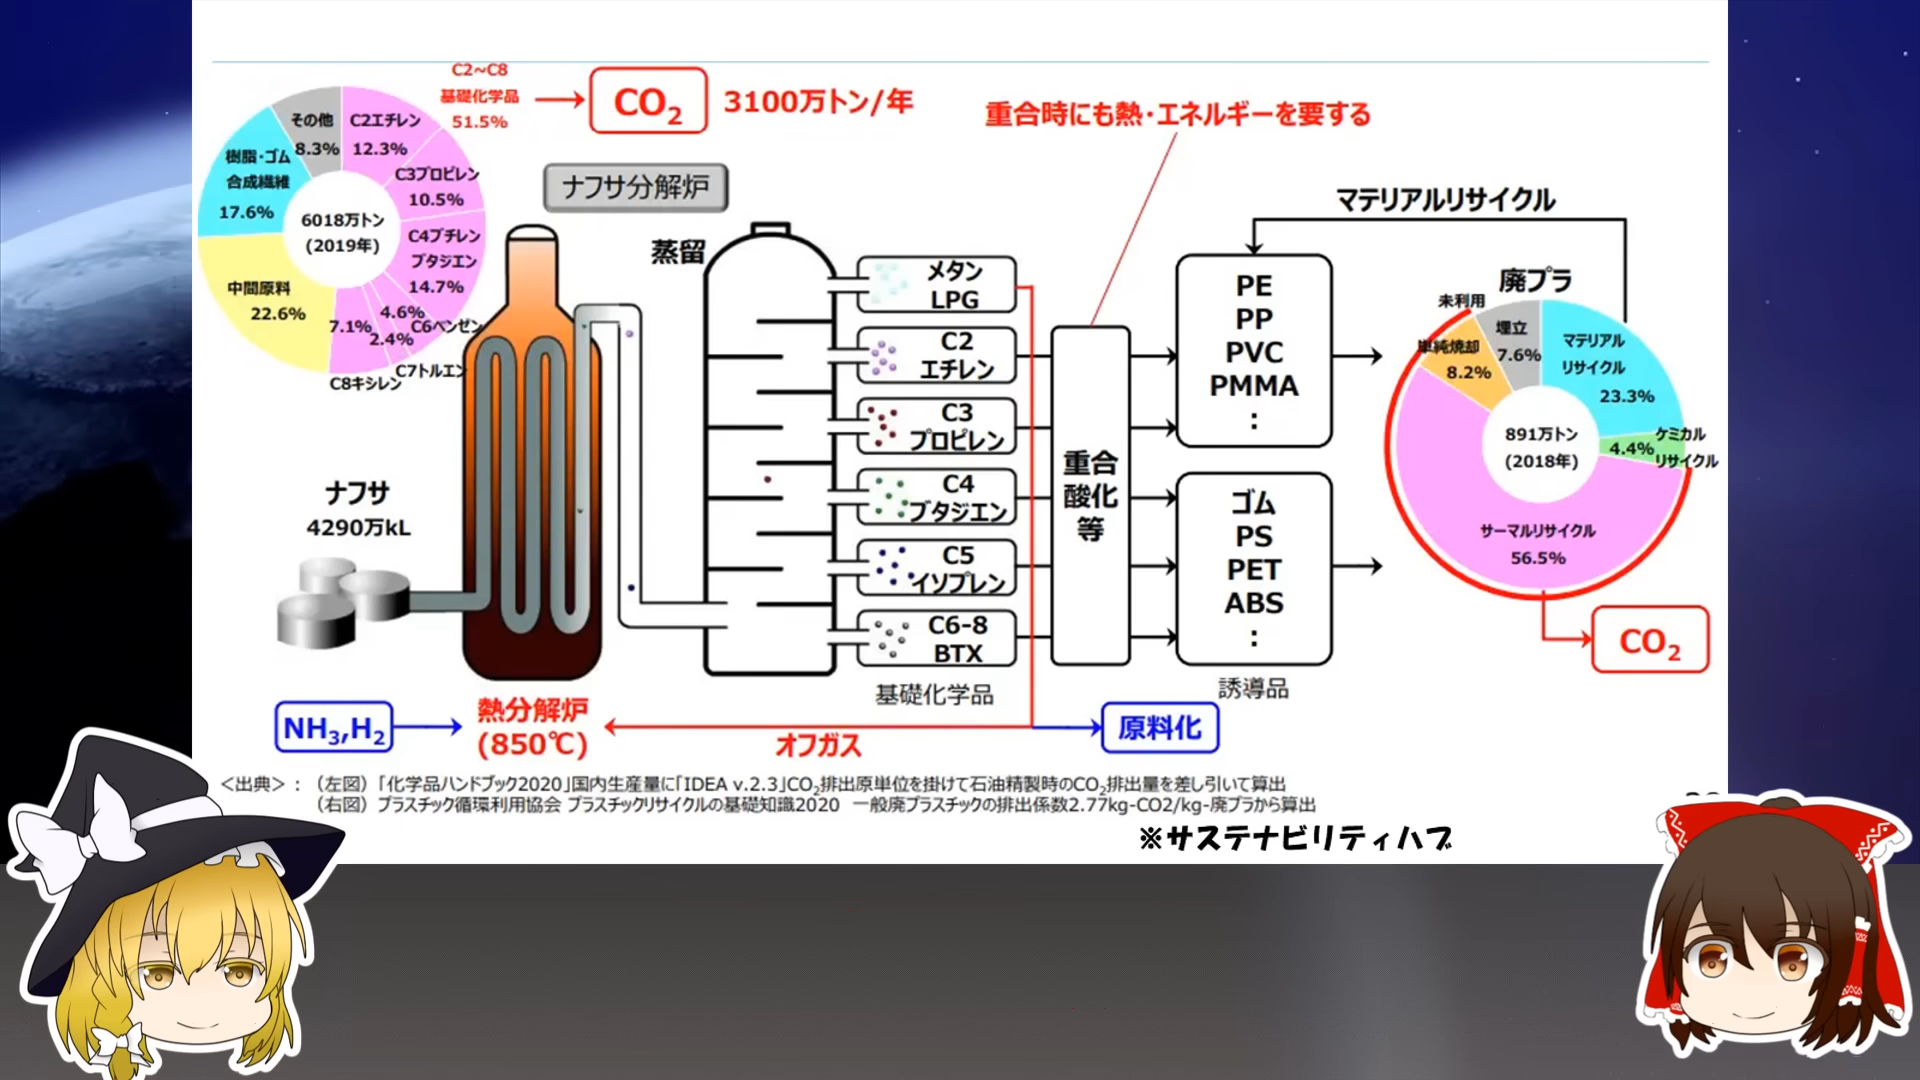 C2~C8
基礎化学品
51.5%
CO2
3100万トン/年
重合時にも熱・エネルギーを要する
その他
8.3%
C2エチレン
12.3%
C3プロピレン
10.5%
C4ブチレン
ブタジエン
14.7%
4.6%
C6ベンゼン
2.4%
C7トルエン
7.1%
C8キシレン
中間原料
22.6%
樹脂・ゴム
合成繊維
17.6%
6018万トン
(2019年)
ナフサ分解炉
蒸留
ナフサ
4290万kL
メタン
LPG
C2
エチレン
C3
プロピレン
C4
ブタジエン
C5
イソプレン
C6-8
BTX
基礎化学品
重合
酸化
等
マテリアルリサイクル
PE
PP
PVC
PMMA
:
ゴム
PS
PET
ABS
:
誘導品
廃プラ
未利用
埋立
7.6%
マテリアル
リサイクル
23.3%
単純焼却
8.2%
891万トン
(2018年)
ケミカル
4.4%
リサイクル
サーマルリサイクル
56.5%
CO2
NH3,H2
熱分解炉
(850℃)
オフガス
原料化
<出典>：（左図）「化学品ハンドブック2020」国内生産量に「IDEA v.2.3」CO2排出原単位を掛けて石油精製時のCO2排出量を差し引いて算出
（右図）プラスチック循環利用協会 プラスチックリサイクルの基礎知識2020　一般廃プラスチックの排出係数2.77kg-CO2/kg-廃プラから算出
※サステナビリティハブ